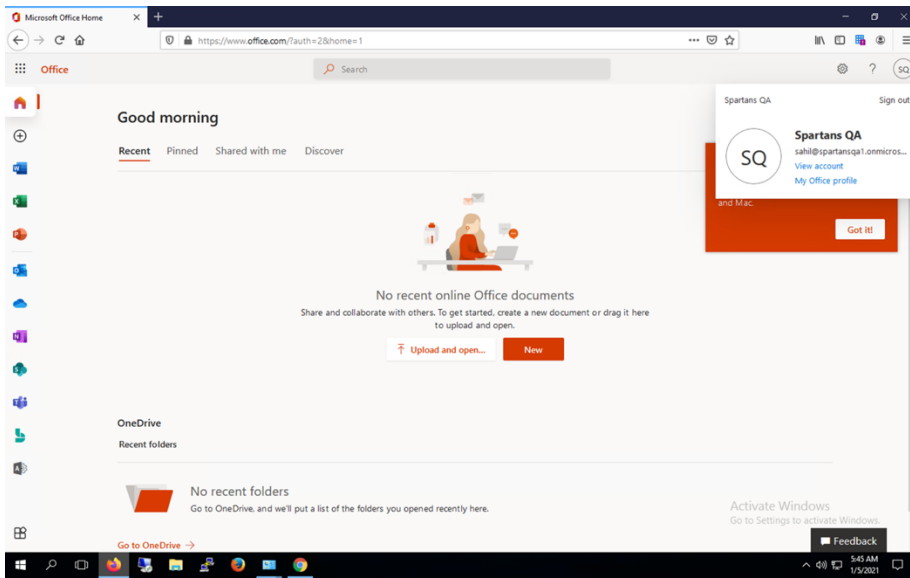 Microsoft Office Home
https://www.office.com/?auth=2&home=1
Office
Search
SQ
Spartans QA
Sign out
SQ
Spartans QA
sahil@spartansqa1.onmicros...
View account
My Office profile
and Mac.
Got it!
Good morning
Recent
Pinned
Shared with me
Discover
No recent online Office documents
Share and collaborate with others. To get started, create a new document or drag it here
to upload and open.
Upload and open...
New
OneDrive
Recent folders
No recent folders
Go to OneDrive, and we'll put a list of the folders you opened recently here.
Go to OneDrive →
Activate Windows
Go to Settings to activate Windows.
Feedback
5:45 AM
1/5/2021